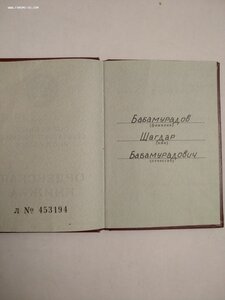 Бабамурадов
(фамилия)
Шагдар
(имя)
Бабамурадович
(отчество)
Л № 453194